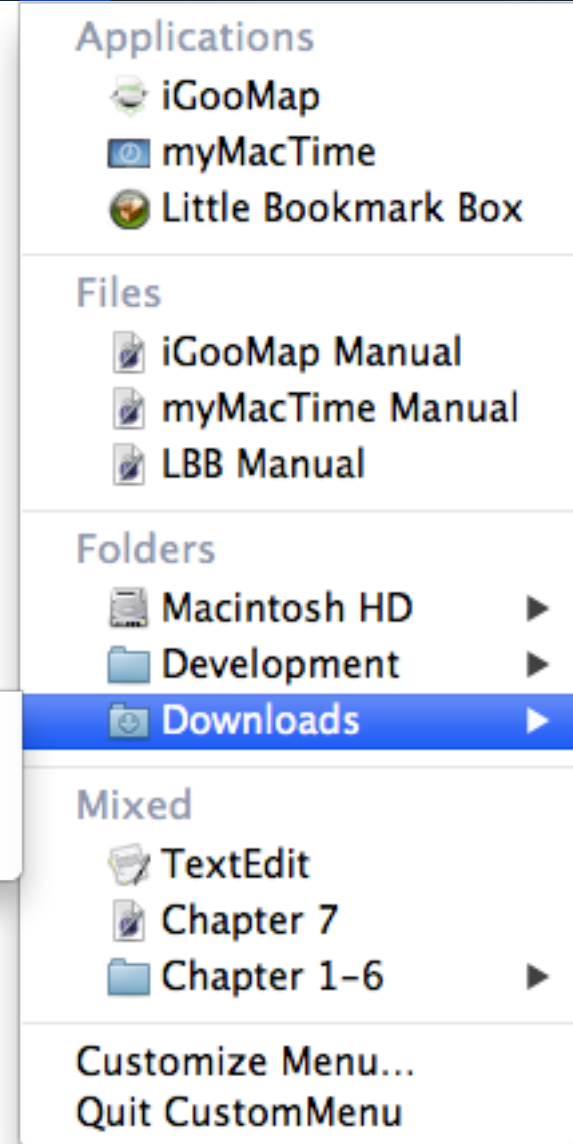 Applications
iGooMap
myMacTime
Little Bookmark Box
Files
iGooMap Manual
myMacTime Manual
LBB Manual
Folders
Macintosh HD
Development
Downloads
Mixed
TextEdit
Chapter 7
Chapter 1–6
Customize Menu...
Quit CustomMenu